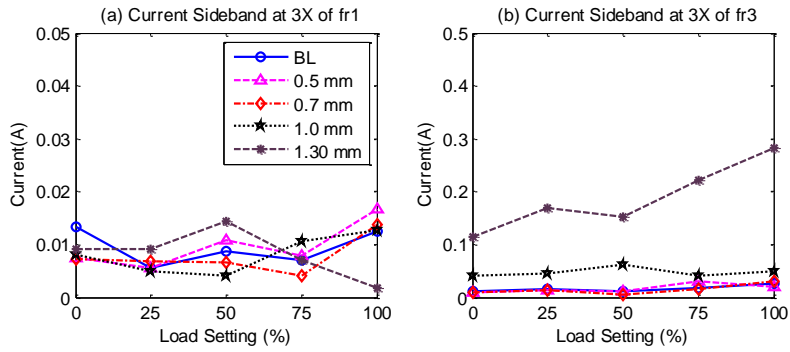 (a) Current Sideband at 3X of fr1
0.05
0.04
0.03
0.02
0.01
0
Current(A)
BL
0.5 mm
0.7 mm
1.0 mm
1.30 mm
0 25 50 75 100
Load Setting (%)
(b) Current Sideband at 3X of fr3
0.5
0.4
0.3
0.2
0.1
0
Current(A)
0 25 50 75 100
Load Setting (%)